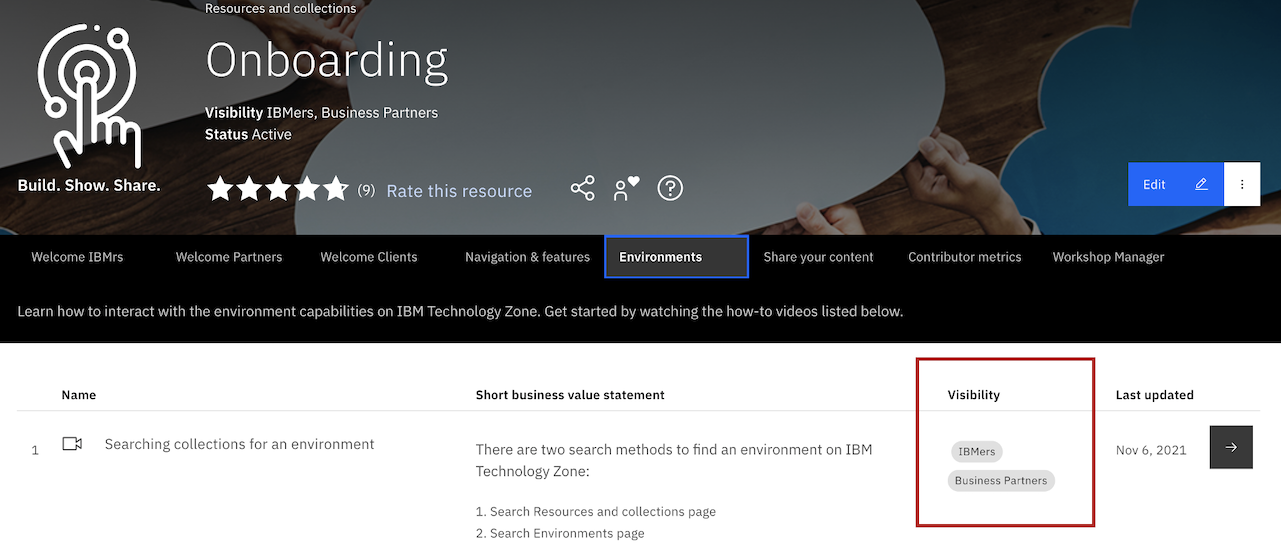 Resources and collections
Onboarding
Visibility IBMers, Business Partners
Status Active
Build. Show. Share.
(9) Rate this resource
Edit
Welcome IBMrs Welcome Partners Welcome Clients Navigation & features Environments Share your content Contributor metrics Workshop Manager
Learn how to interact with the environment capabilities on IBM Technology Zone. Get started by watching the how-to videos listed below.
Name Short business value statement Visibility Last updated
1 Searching collections for an environment
There are two search methods to find an environment on IBM
Technology Zone:
1. Search Resources and collections page
2. Search Environments page
IBMers
Business Partners
Nov 6, 2021